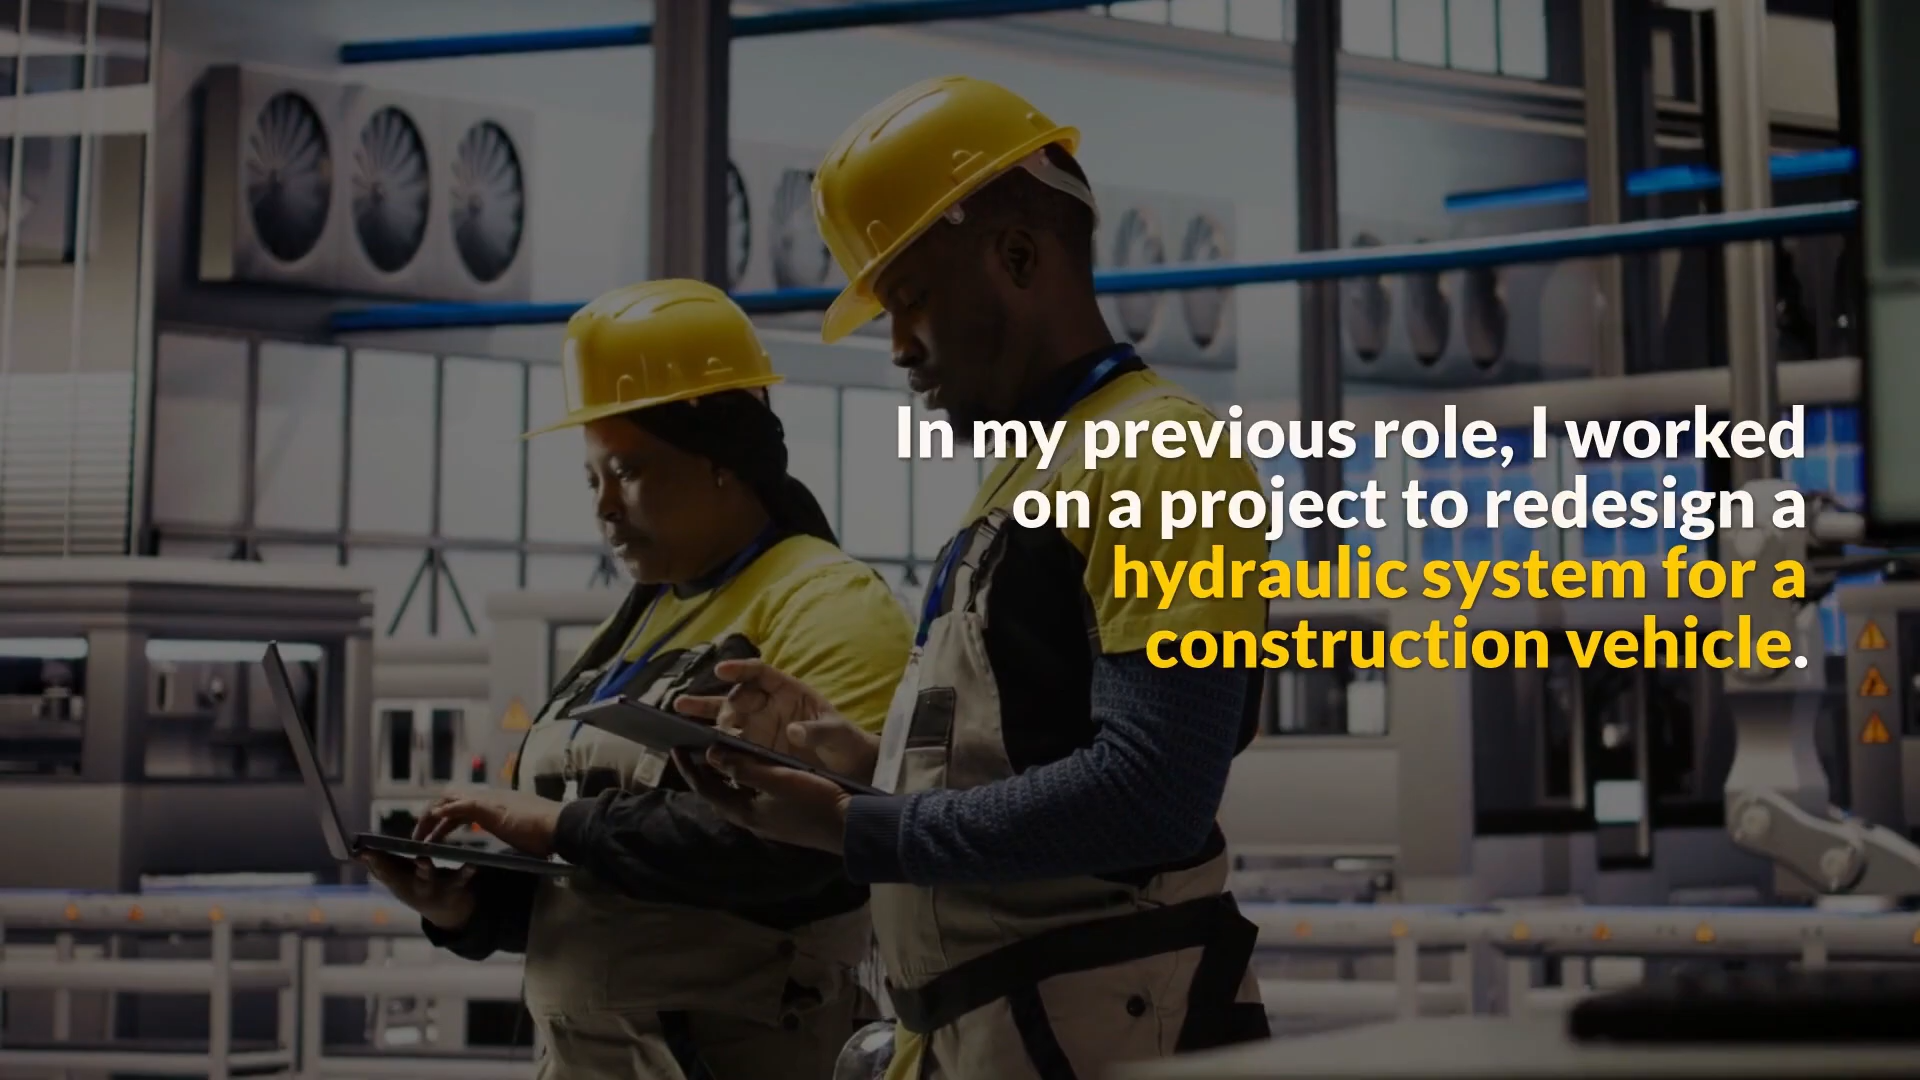 In my previous role, I worked
on a project to redesign a
hydraulic system for a
construction vehicle.